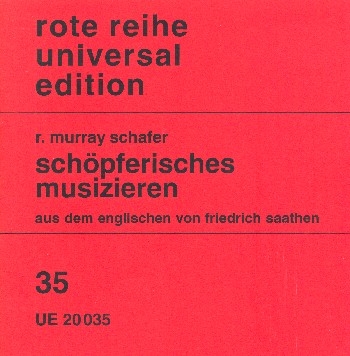 rote reihe
universal
edition
r. murray schafer
schöpferisches
musizieren
aus dem englischen von friedrich saathen
35
UE 20035